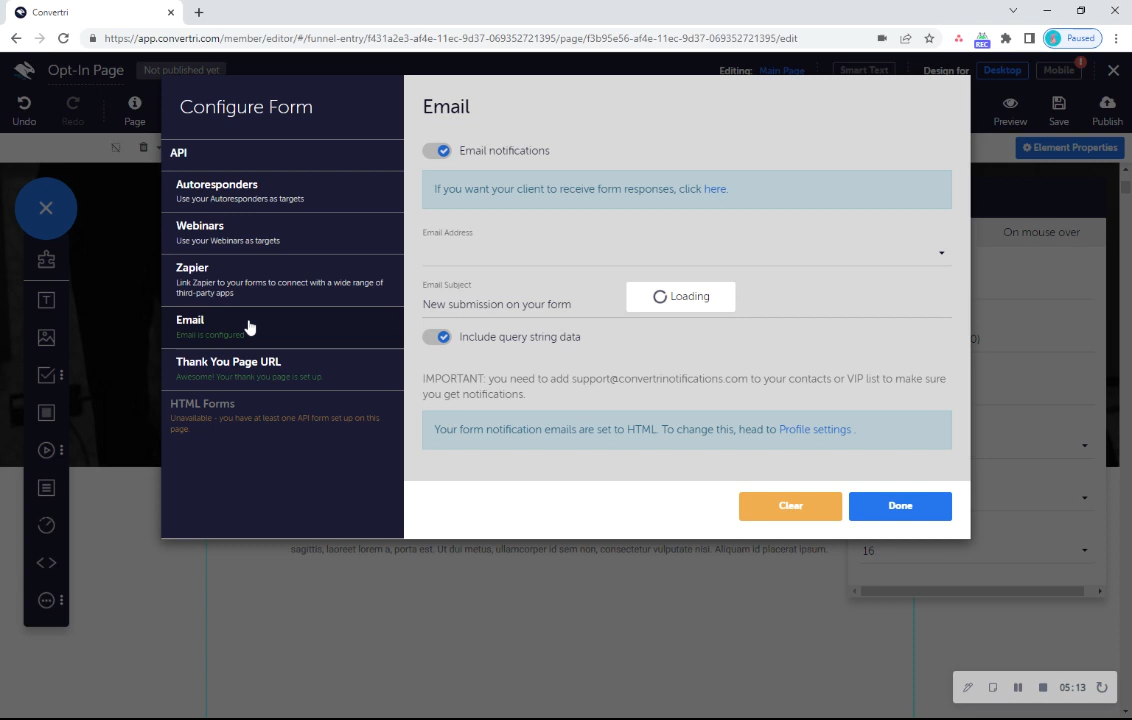 Convertri
https://app.convertri.com/member/editor/#/funnel-entry/f431a2e3-af4e-11ec-9d37-069352721395/page/f3b95e56-af4e-11ec-9d37-069352721395/edit
REC
Paused
Opt-In Page
Not published yet
Editing: Main Page
Smart Text
Design for
Desktop
Mobile
1
Undo
Redo
Page
Preview
Save
Publish
Element Properties
On mouse over
Configure Form
API
Autoresponders
Use your Autoresponders as targets
Webinars
Use your Webinars as targets
Zapier
Link Zapier to your forms to connect with a wide range of
third-party apps
Email
Email is configured
Thank You Page URL
Awesome! Your thank you page is set up
HTML Forms
Unavailable - you have at least one API form set up on this
page.
Email
Email notifications
If you want your client to receive form responses, click here.
Email Address
Email Subject
New submission on your form
Loading
Include query string data
IMPORTANT: you need to add support@convertrinotifications.com to your contacts or VIP list to make sure
you get notifications.
Your form notification emails are set to HTML. To change this, head to Profile settings .
Clear
Done
0)
16
sagittis, laoreet lorem a, porta est. Ut dui metus, ullamcorper id sem non, consectetur vulputate nisl. Aliquam id placerat ipsum.
05:13